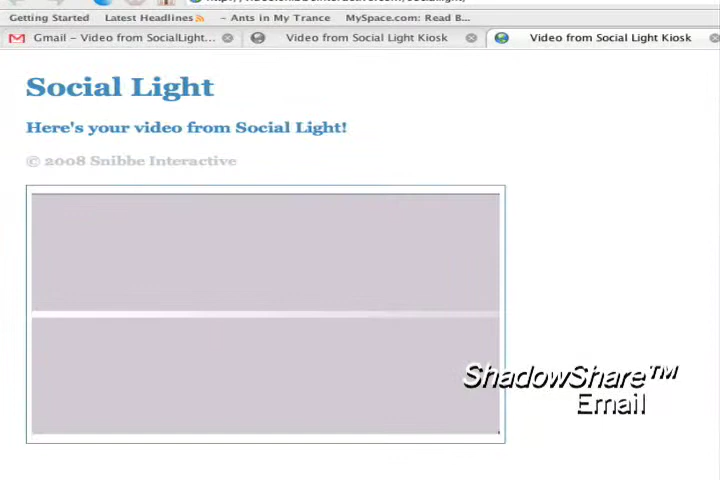 Getting Started Latest Headlines ~ Ants in My Trance MySpace.com: Read B...
Gmail - Video from SocialLight... Video from Social Light Kiosk Video from Social Light Kiosk
Social Light
Here's your video from Social Light!
© 2008 Snibbe Interactive
ShadowShare™
Email